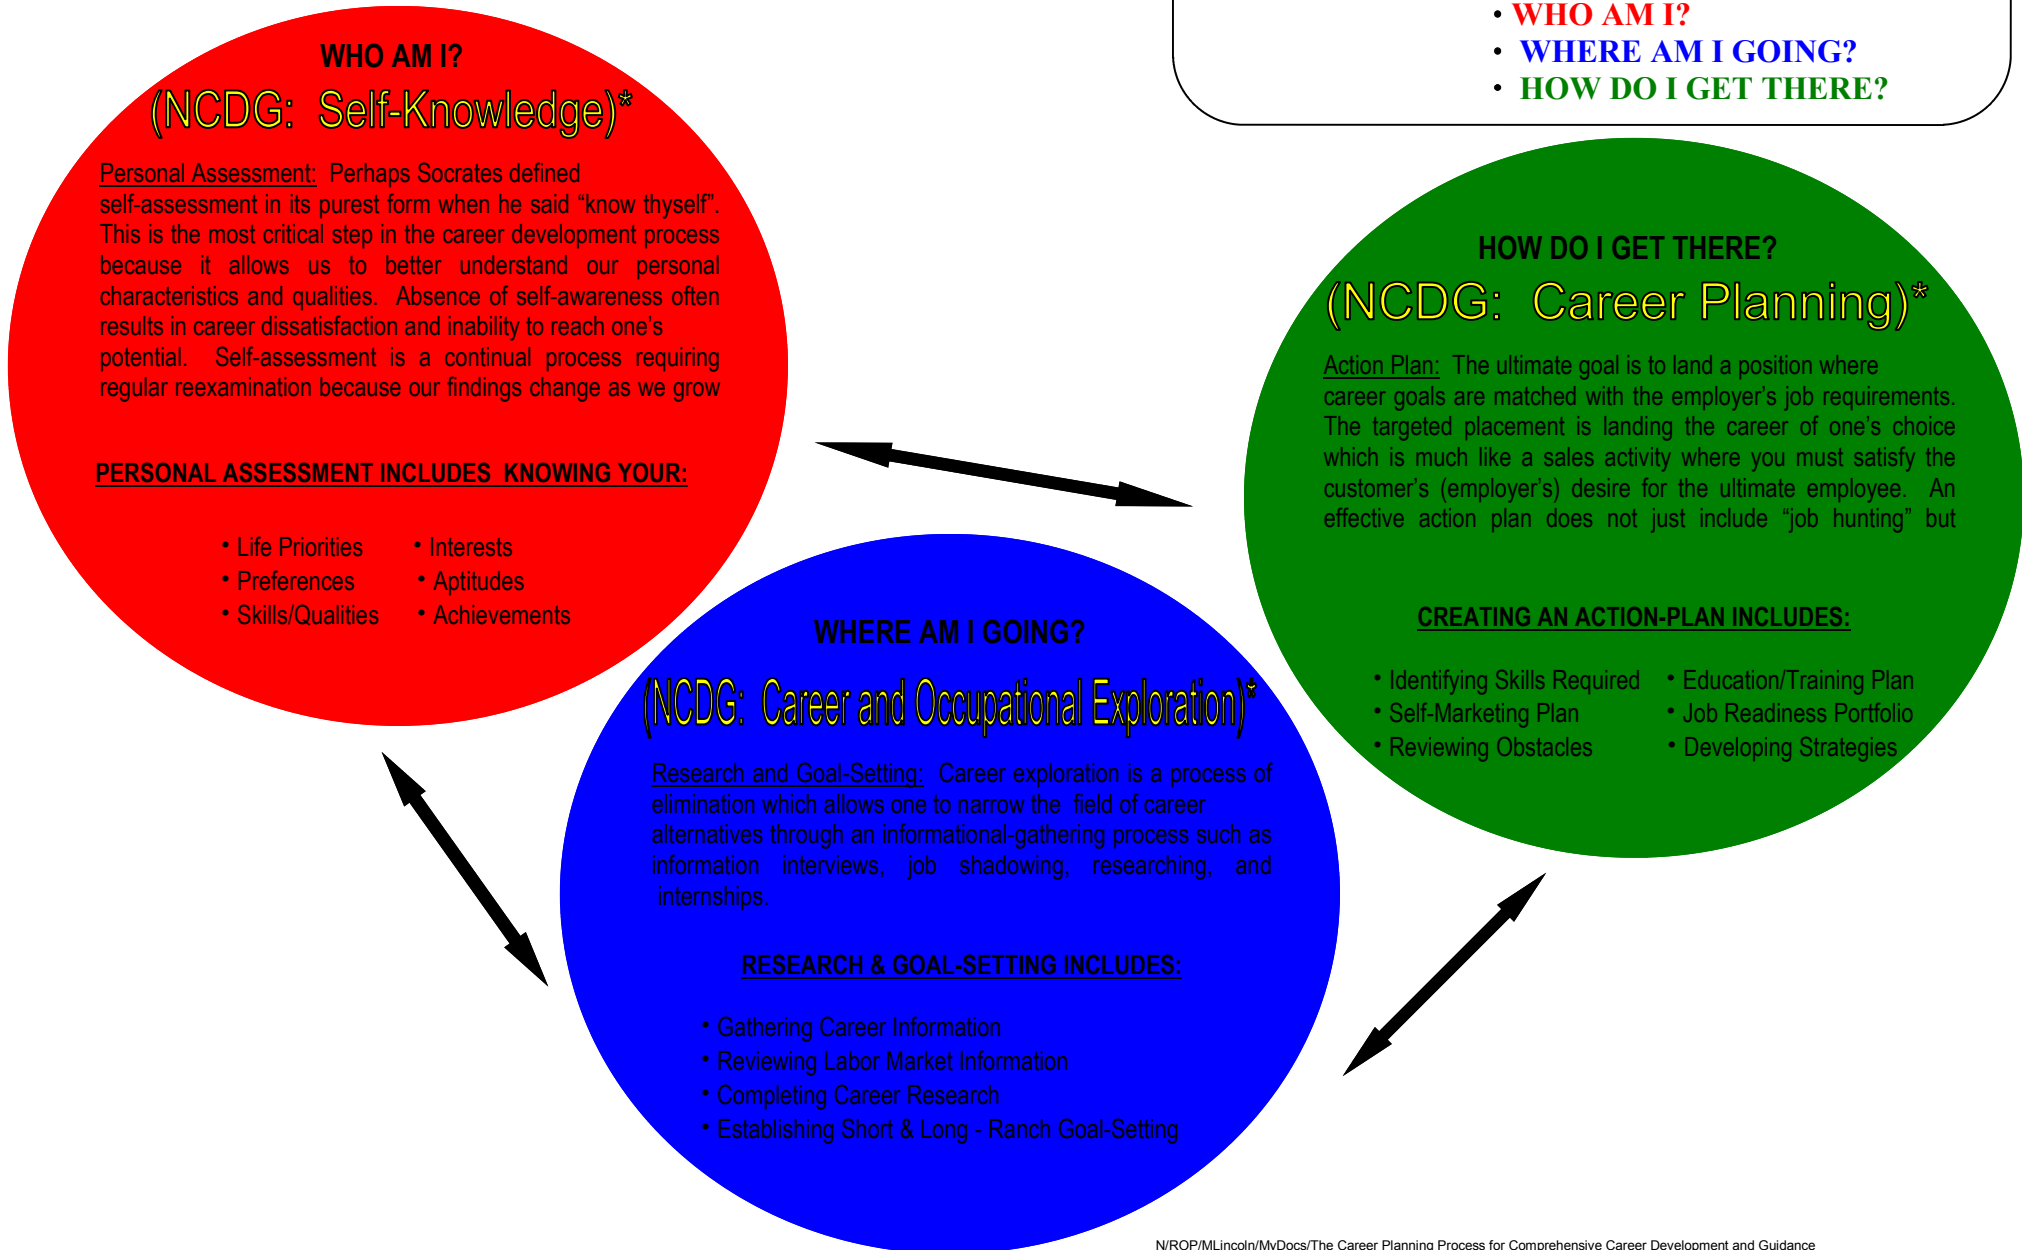 • WHO AM I?
• WHERE AM I GOING?
• HOW DO I GET THERE?
WHO AM I?
(NCDG: Self-Knowledge)*
Personal Assessment: Perhaps Socrates defined
self-assessment in its purest form when he said “know thyself”.
This is the most critical step in the career development process
because it allows us to better understand our personal
characteristics and qualities. Absence of self-awareness often
results in career dissatisfaction and inability to reach one’s
potential. Self-assessment is a continual process requiring
regular reexamination because our findings change as we grow
PERSONAL ASSESSMENT INCLUDES KNOWING YOUR:
• Life Priorities • Interests
• Preferences • Aptitudes
• Skills/Qualities • Achievements
HOW DO I GET THERE?
(NCDG: Career Planning)*
Action Plan: The ultimate goal is to land a position where
career goals are matched with the employer’s job requirements.
The targeted placement is landing the career of one’s choice
which is much like a sales activity where you must satisfy the
customer’s (employer’s) desire for the ultimate employee. An
effective action plan does not just include “job hunting” but
CREATING AN ACTION-PLAN INCLUDES:
• Identifying Skills Required • Education/Training Plan
• Self-Marketing Plan • Job Readiness Portfolio
• Reviewing Obstacles • Developing Strategies
WHERE AM I GOING?
(NCDG: Career and Occupational Exploration)*
Research and Goal-Setting: Career exploration is a process of
elimination which allows one to narrow the field of career
alternatives through an informational-gathering process such as
information interviews, job shadowing, researching, and
internships.
RESEARCH & GOAL-SETTING INCLUDES:
• Gathering Career Information
• Reviewing Labor Market Information
• Completing Career Research
• Establishing Short & Long - Ranch Goal-Setting
N/ROP/MLincoln/MyDocs/The Career Planning Process for Comprehensive Career Development and Guidance